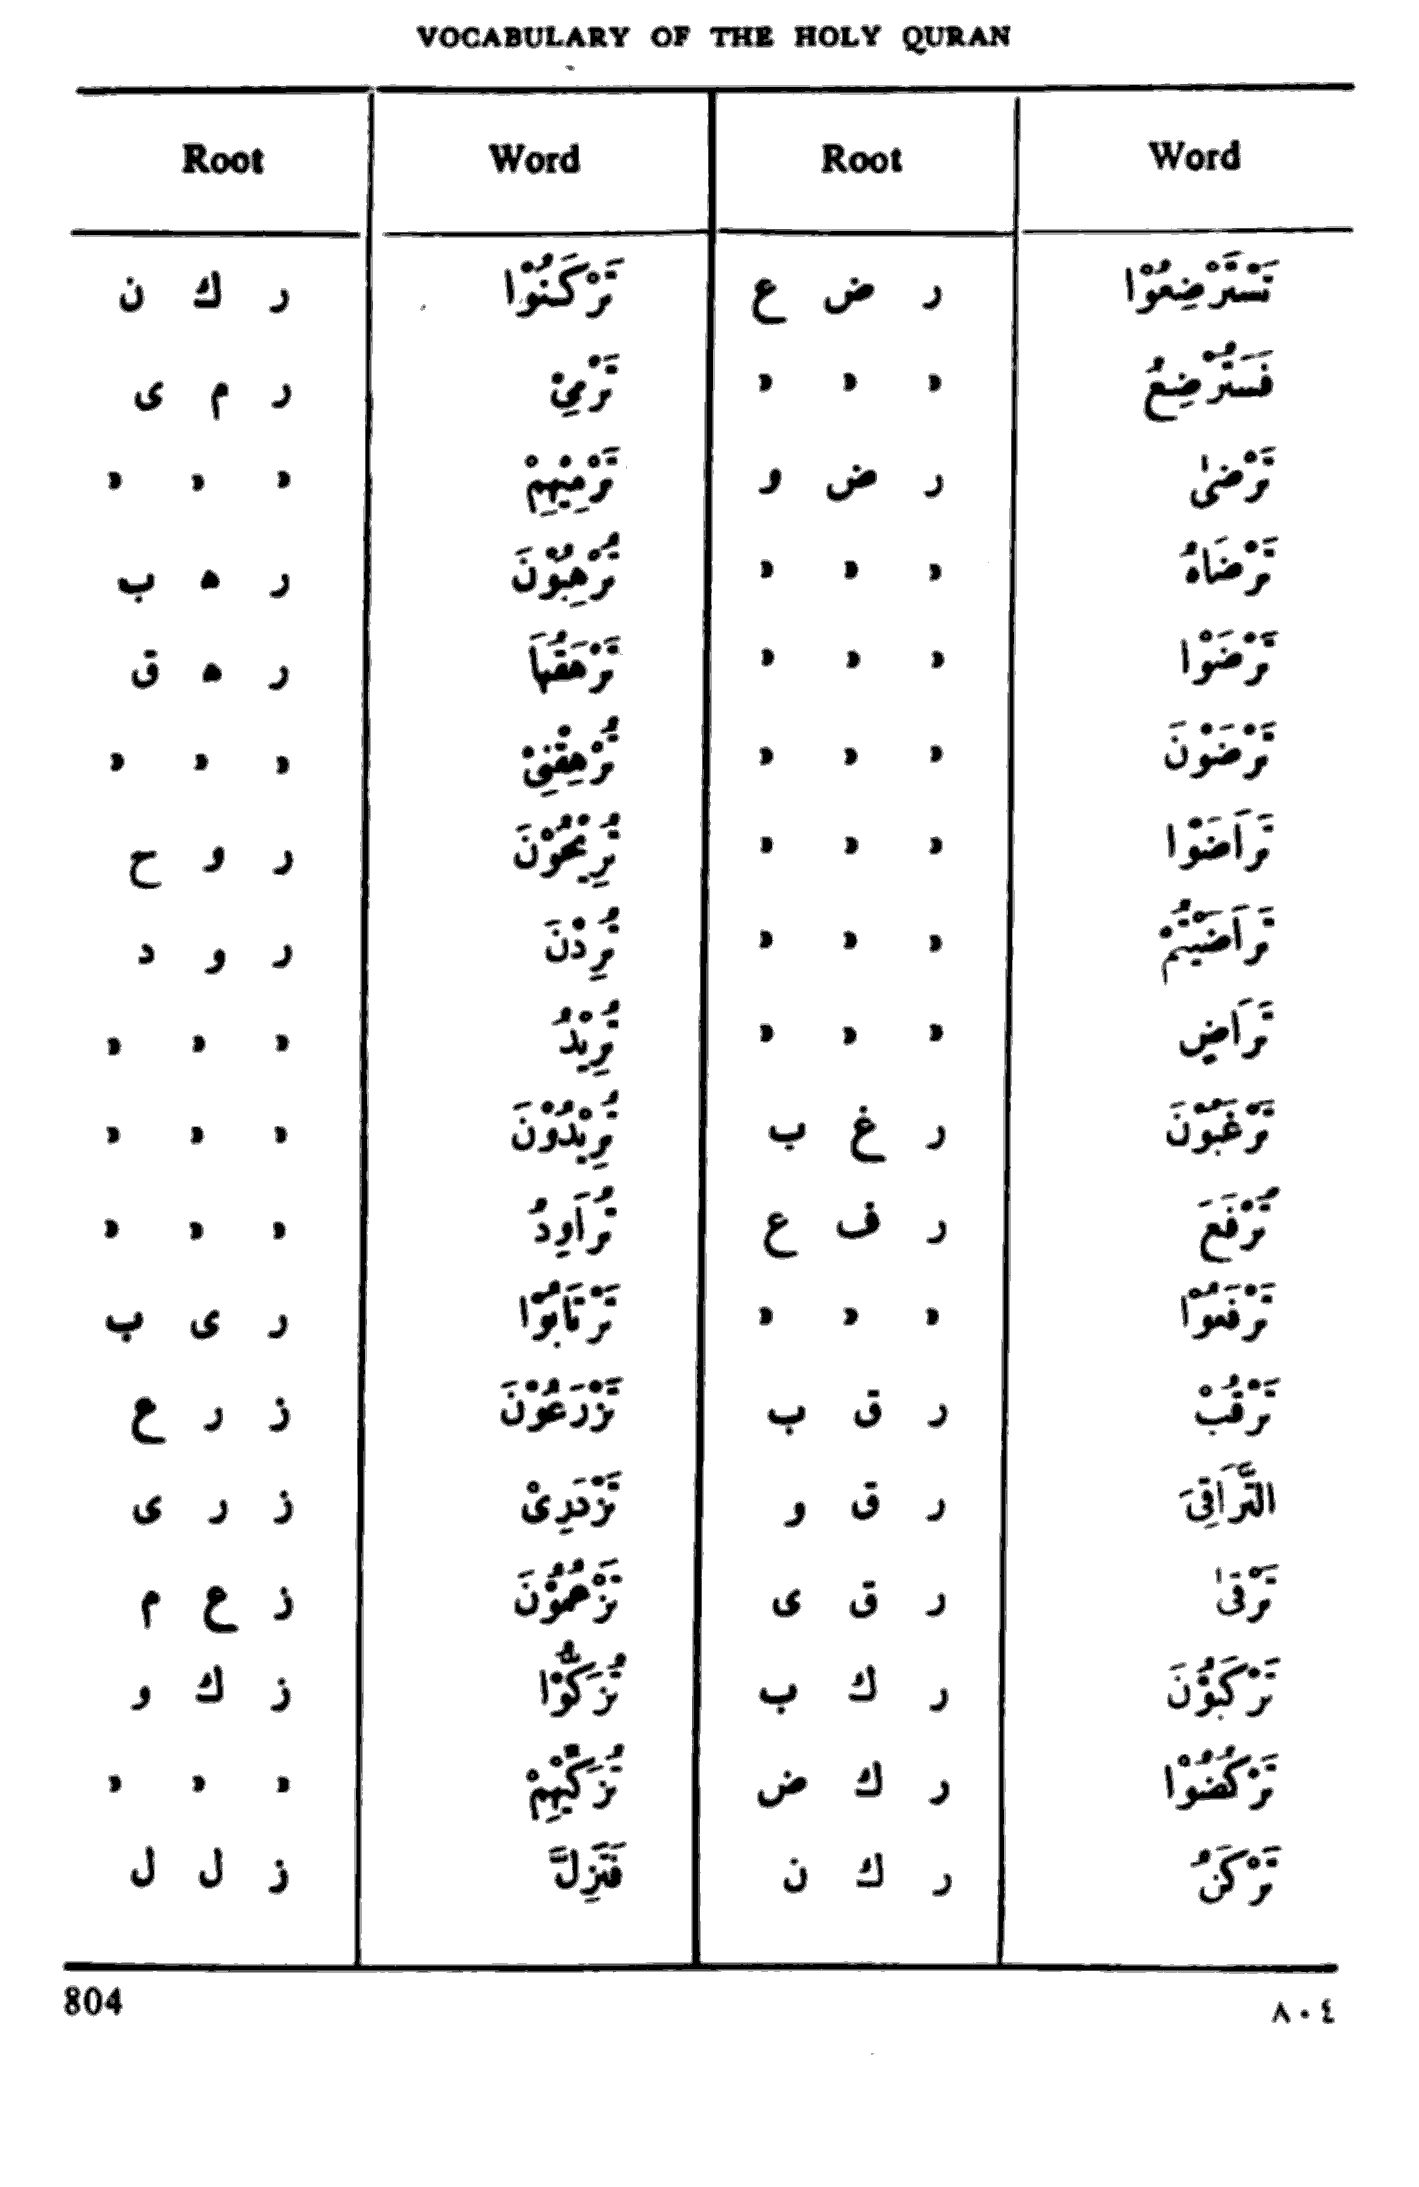 VOCABULARY OF THE HOLY QURAN
Root Word Root Word
تَسْتَرْضِعُوْا ر ض ع تَرْكَنُوْا ر ك ن
فَسَتُرْضِعُ " " " تَرْمِيْ ر م ى
تَرْضٰى ر ض و تَرْمِيْهِمْ " " "
تَرْضَاهُ " " " تُرْهِبُوْنَ ر ه ب
تَرْضَوْا " " " تَرْهَقُهَا ر ه ق
تَرْضَوْنَ " " " تُرْهِقْنِىْ " " "
تَرَاضَوْا " " " تُرِيْحُوْنَ ر و ح
تَرَاضَيْتُمْ " " " تُرِدْنَ ر و د
تَرَاضٍ " " " تُرِيْدُ " " "
تَرْغَبُوْنَ ر غ ب تُرِيْدُوْنَ " " "
تُرْفَعَ ر ف ع تُرَاوِدُ " " "
تَرْفَعُوْا " " " تَرْتَابُوْا ر ى ب
تَرْقُبْ ر ق ب تَزْرَعُوْنَ ز ر ع
التَّرَاقِىَ ر ق و تَزْدَرِىْ ز ر ى
تَرْقٰى ر ق ى تَزْعُمُوْنَ ز ع م
تَرْكَبُوْنَ ر ك ب تُزَكُّوْا ز ك و
تَرْكُضُوْا ر ك ض تُزَكِّيْهِمْ " " "
تَرْكَنُ ر ك ن فَتَزِلَّ ز ل ل
804 ٨٠٤